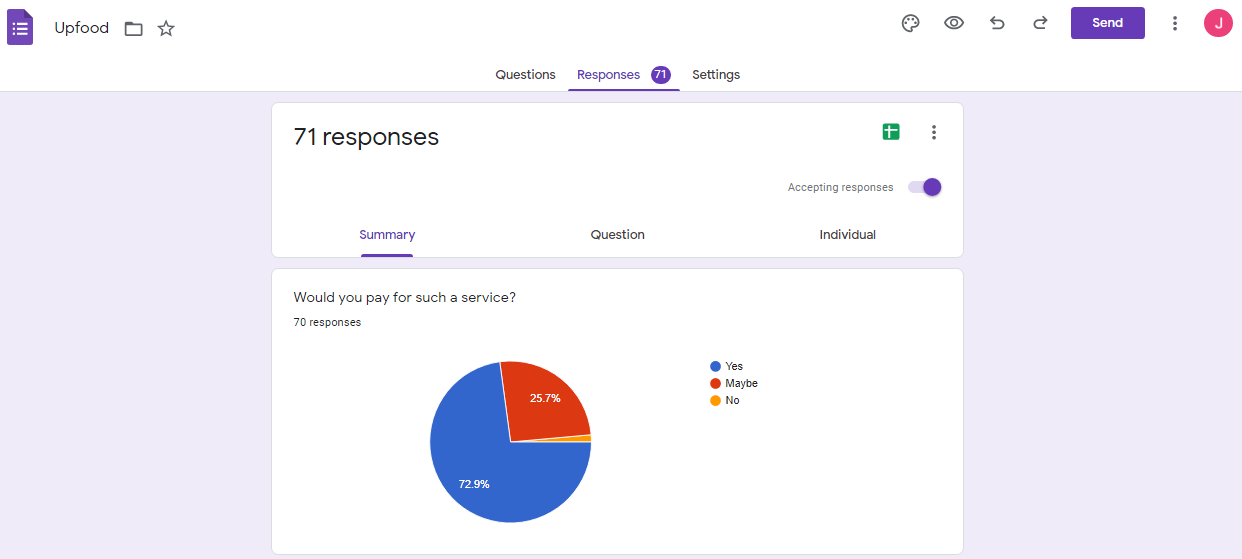 Upfood
Send
J
Questions
Responses 71
Settings
71 responses
Accepting responses
Summary
Question
Individual
Would you pay for such a service?
70 responses
Yes
Maybe
No
25.7%
72.9%